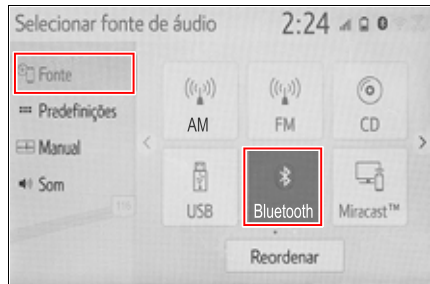 Selecionar fonte de áudio 2:24
Fonte
Predefinições
Manual
Som
AM
FM
CD
USB
Bluetooth
Miracast™
Reordenar